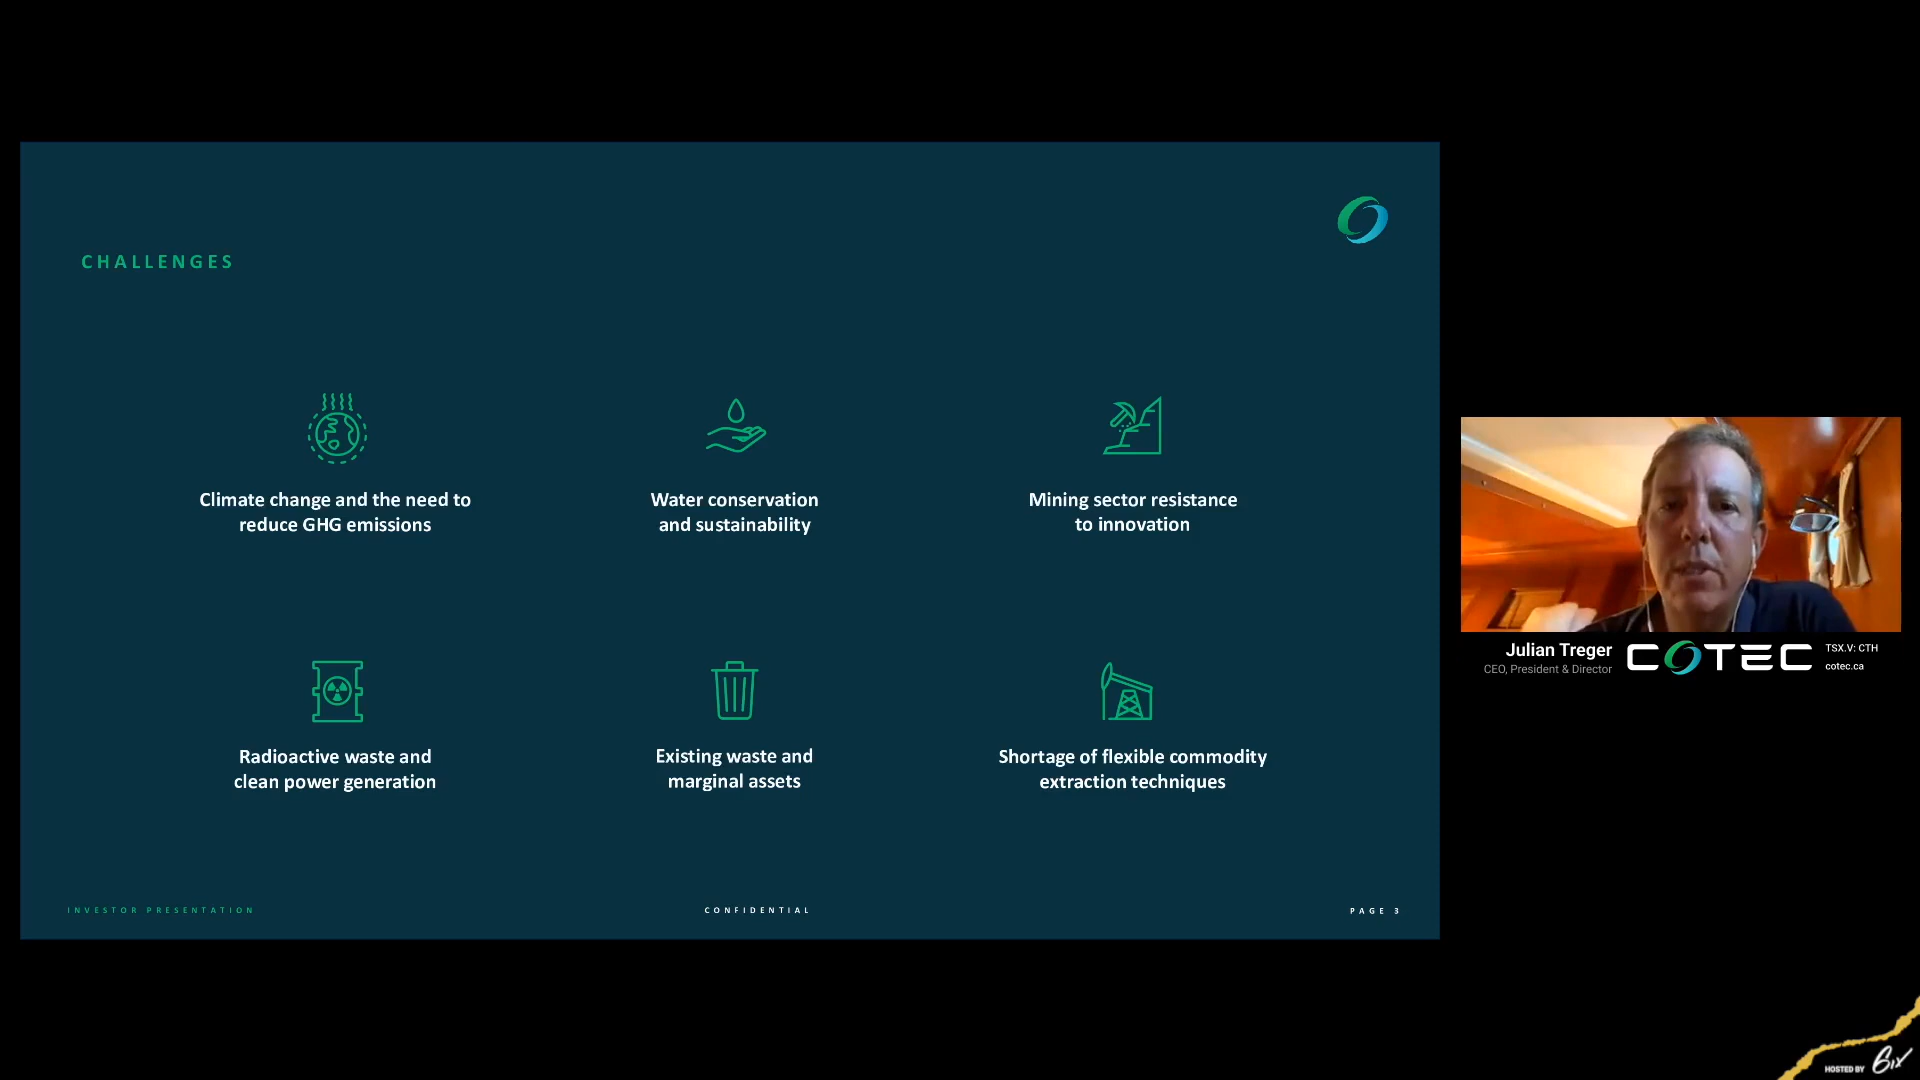 CHALLENGES
Climate change and the need to
reduce GHG emissions
Water conservation
and sustainability
Mining sector resistance
to innovation
Radioactive waste and
clean power generation
Existing waste and
marginal assets
Shortage of flexible commodity
extraction techniques
INVESTOR PRESENTATION
CONFIDENTIAL
PAGE 3
Julian Treger
CEO, President & Director
COTEC
TSX.V: CTH
cotec.ca
HOSTED BY 6ix